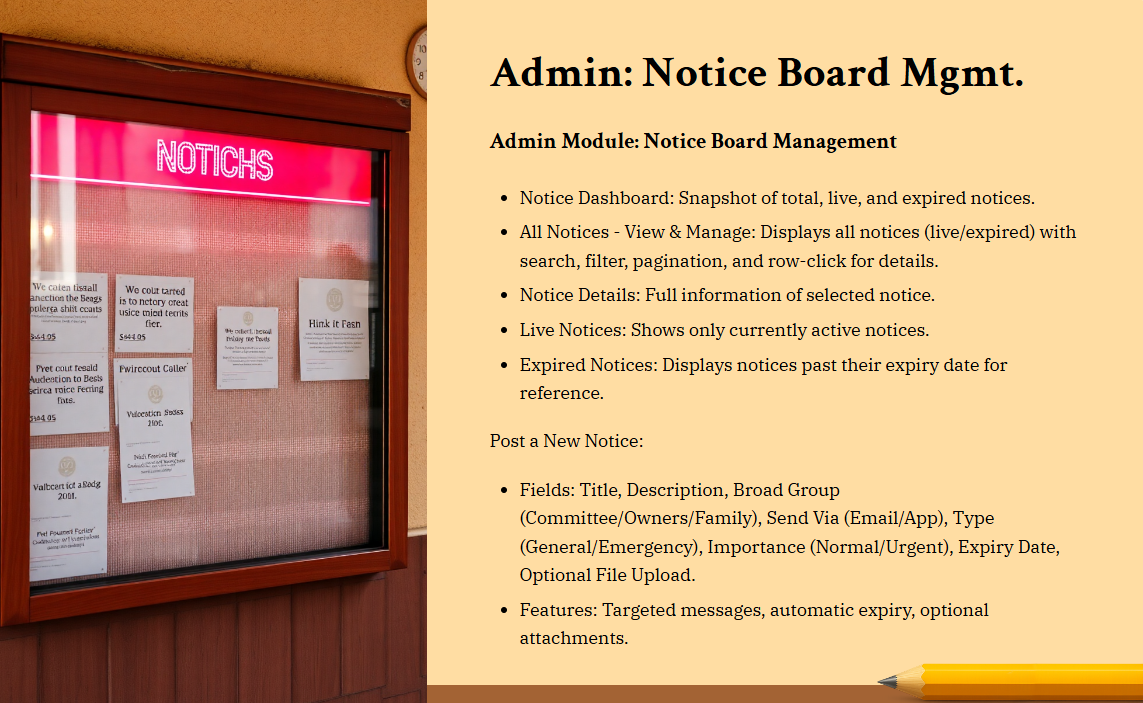 NOTICHS
$644.05
Admin: Notice Board Mgmt.
Admin Module: Notice Board Management
Notice Dashboard: Snapshot of total, live, and expired notices.
All Notices - View & Manage: Displays all notices (live/expired) with
search, filter, pagination, and row-click for details.
Notice Details: Full information of selected notice.
Live Notices: Shows only currently active notices.
Expired Notices: Displays notices past their expiry date for
reference.
Post a New Notice:
Fields: Title, Description, Broad Group
(Committee/Owners/Family), Send Via (Email/App), Type
(General/Emergency), Importance (Normal/Urgent), Expiry Date,
Optional File Upload.
Features: Targeted messages, automatic expiry, optional
attachments.